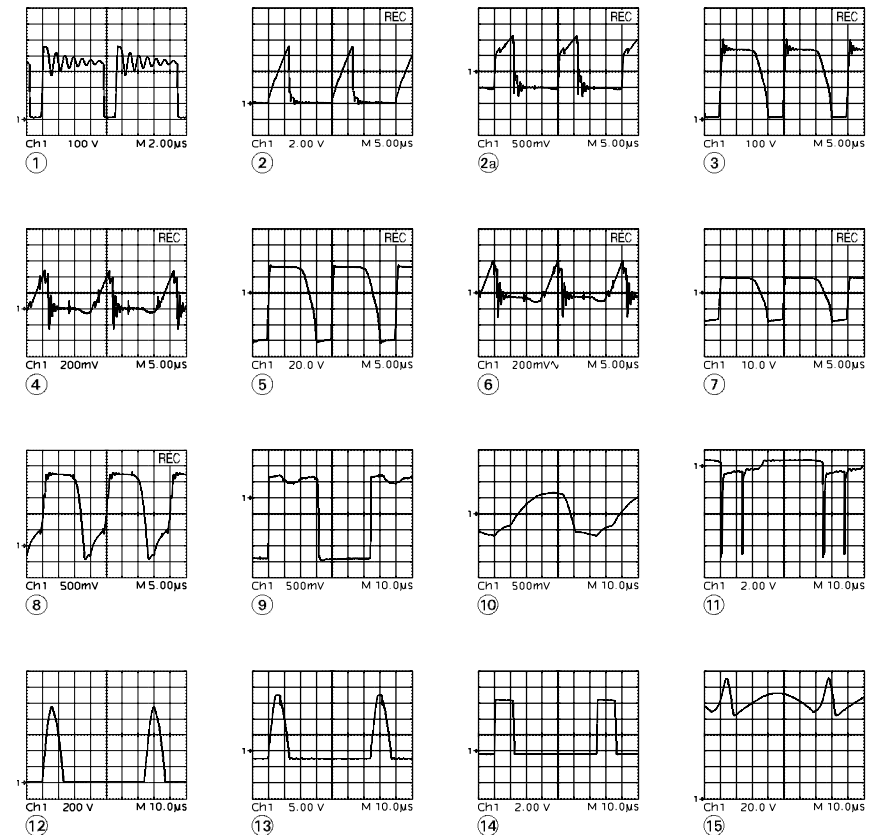 REC REC REC
1 1 1 1
Ch1 100 V M 2.00µs Ch1 2.00 V M 5.00µs Ch1 500mV M 5.00µs Ch1 100 V M 5.00µs
1 2 2a 3
REC REC REC REC
1 1 1 1
Ch1 200mV M 5.00µs Ch1 20.0 V M 5.00µs Ch1 200mV∿ M 5.00µs Ch1 10.0 V M 5.00µs
4 5 6 7
REC
1 1 1 1
Ch1 500mV M 5.00µs Ch1 500mV M 10.0µs Ch1 500mV M 10.0µs Ch1 2.00 V M 10.0µs
8 9 10 11
1 1 1 1
Ch1 200 V M 10.0µs Ch1 5.00 V M 10.0µs Ch1 2.00 V M 10.0µs Ch1 20.0 V M 10.0µs
12 13 14 15